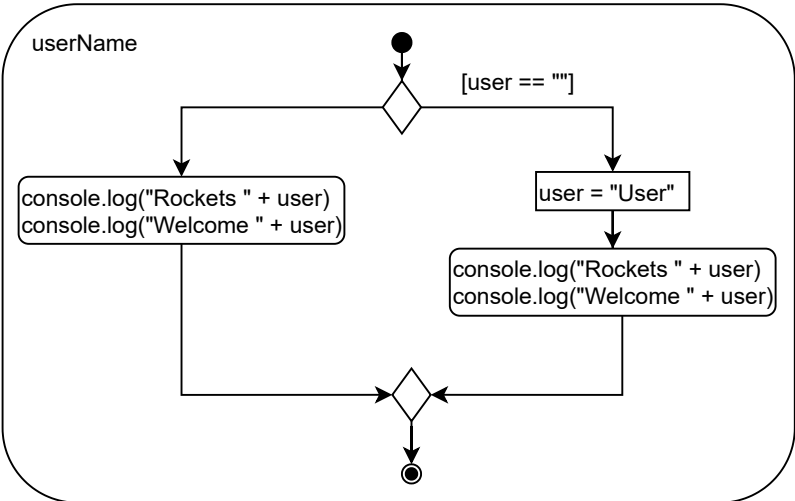 userName
[user == ""]
console.log("Rockets " + user)
console.log("Welcome " + user)
user = "User"
console.log("Rockets " + user)
console.log("Welcome " + user)